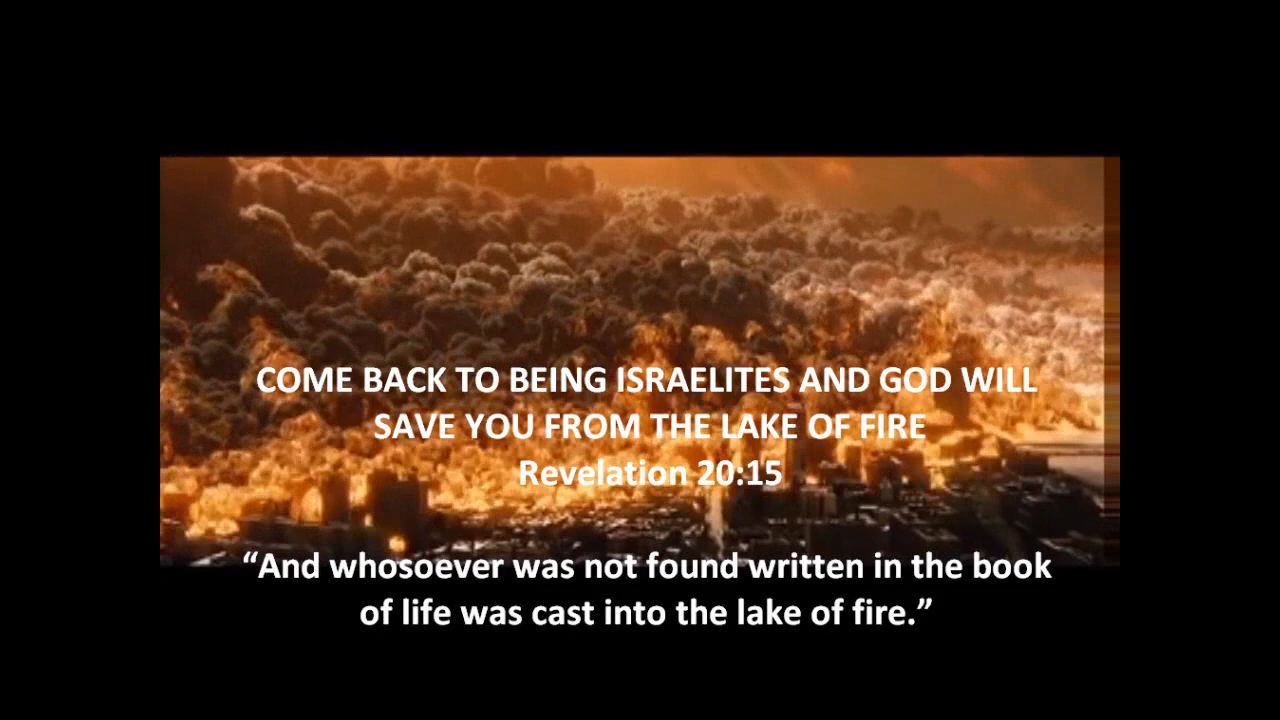 COME BACK TO BEING ISRAELITES AND GOD WILL
SAVE YOU FROM THE LAKE OF FIRE
Revelation 20:15
“And whosoever was not found written in the book
of life was cast into the lake of fire.”